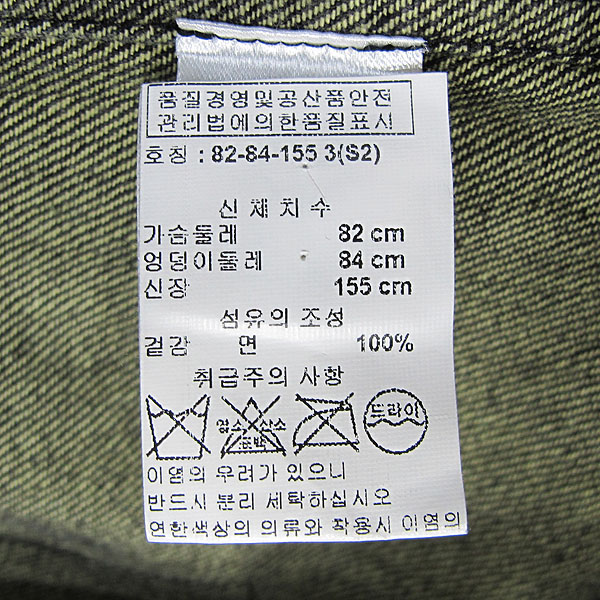 품질경영및공산품안전
관리법에의한품질표시
호칭 : 82-84-155 3(S2)
신체치수
가슴둘레 82 cm
엉덩이둘레 84 cm
신장 155 cm
섬유의 조성
겉감 면 100%
취급주의 사항
염소 산소 표백
드라이
이염의 우려가 있으니
반드시 분리 세탁하십시오
연한색상의 의류와 착용시 이염의